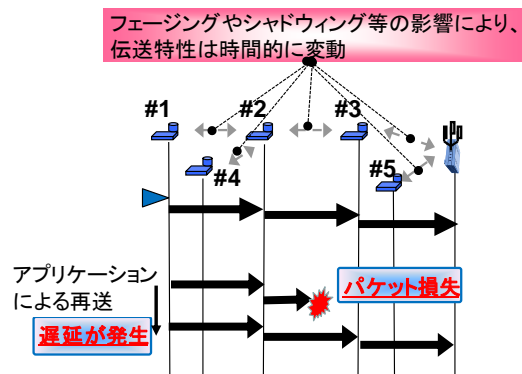 フェージングやシャドウィング等の影響により、
伝送特性は時間的に変動
#1
#2
#3
#4
#5
アプリケーション
による再送
パケット損失
遅延が発生